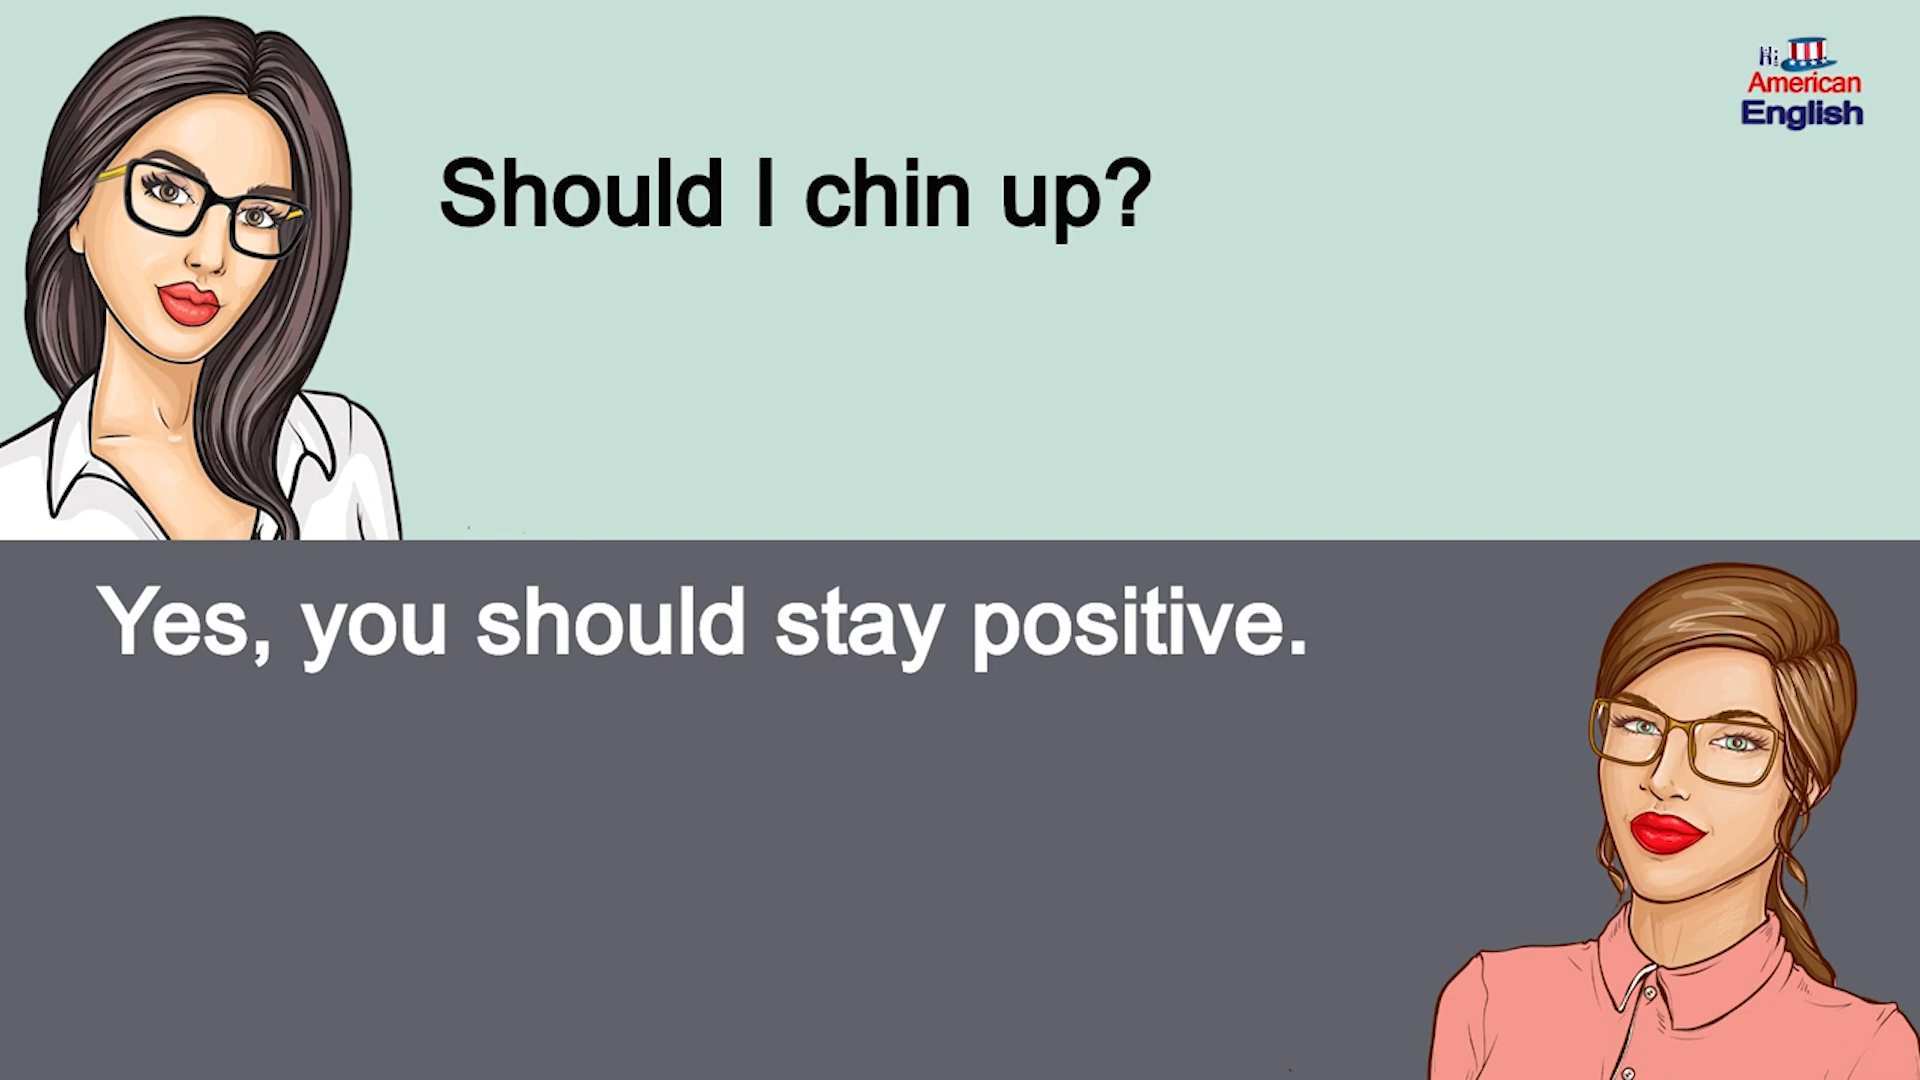 Hi
American
English
Should I chin up?
Yes, you should stay positive.